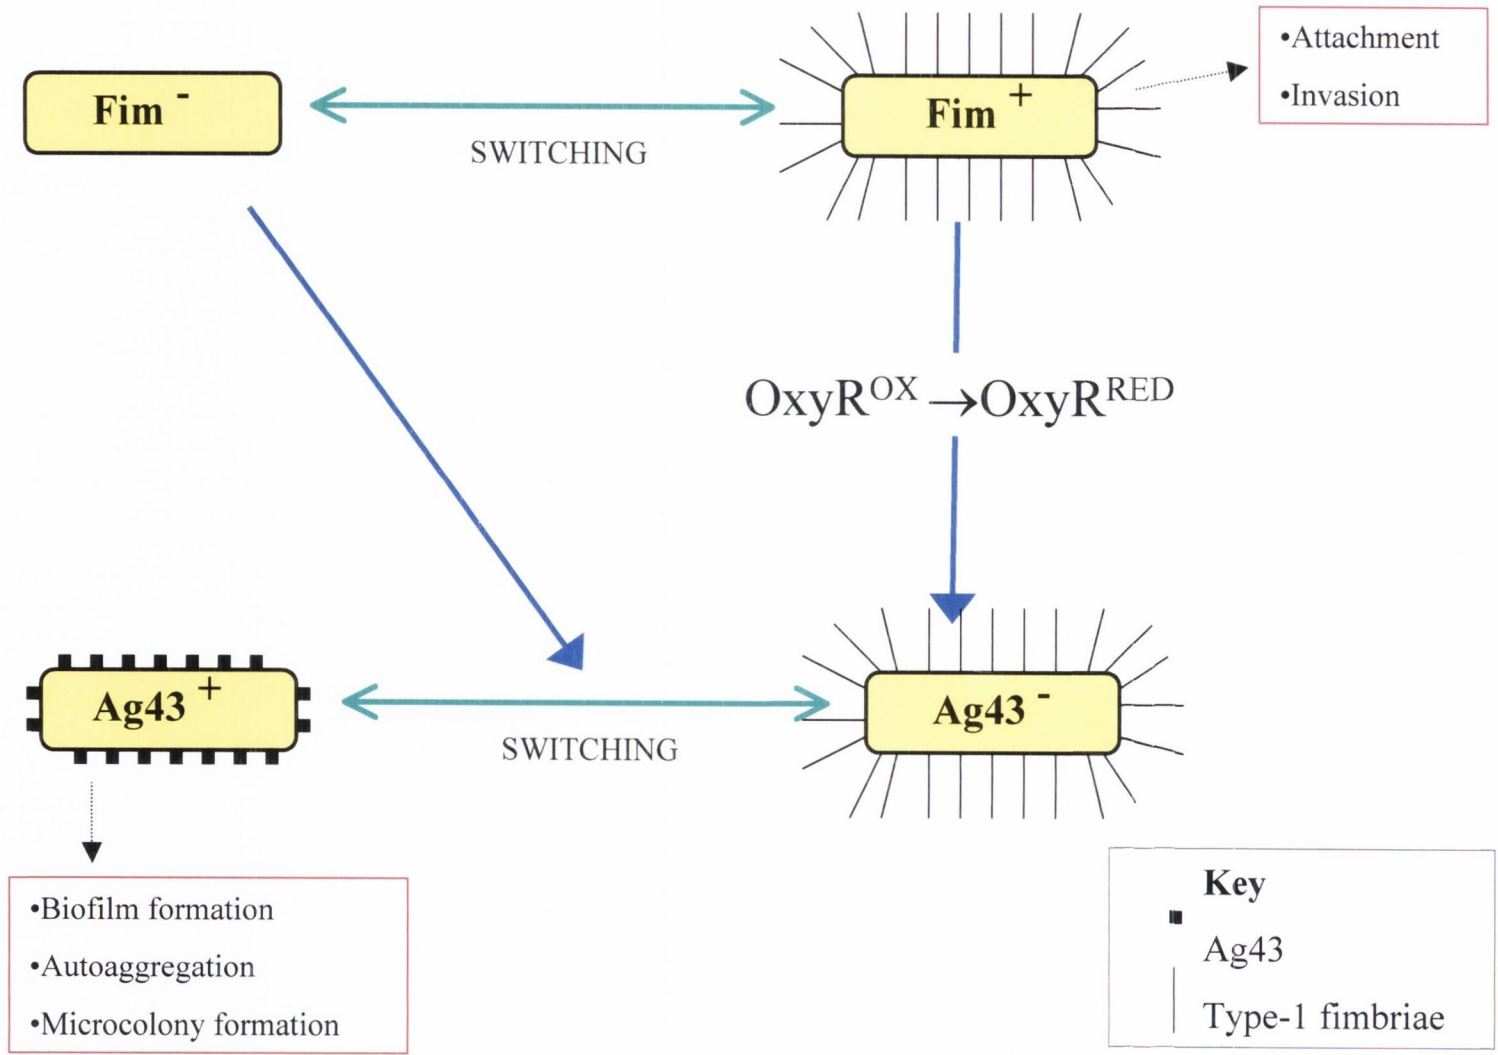 Fim -
SWITCHING
Fim +
•Attachment
•Invasion
OxyR^OX →OxyR^RED
Ag43 +
SWITCHING
Ag43 -
•Biofilm formation
•Autoaggregation
•Microcolony formation
Key
Ag43
Type-1 fimbriae